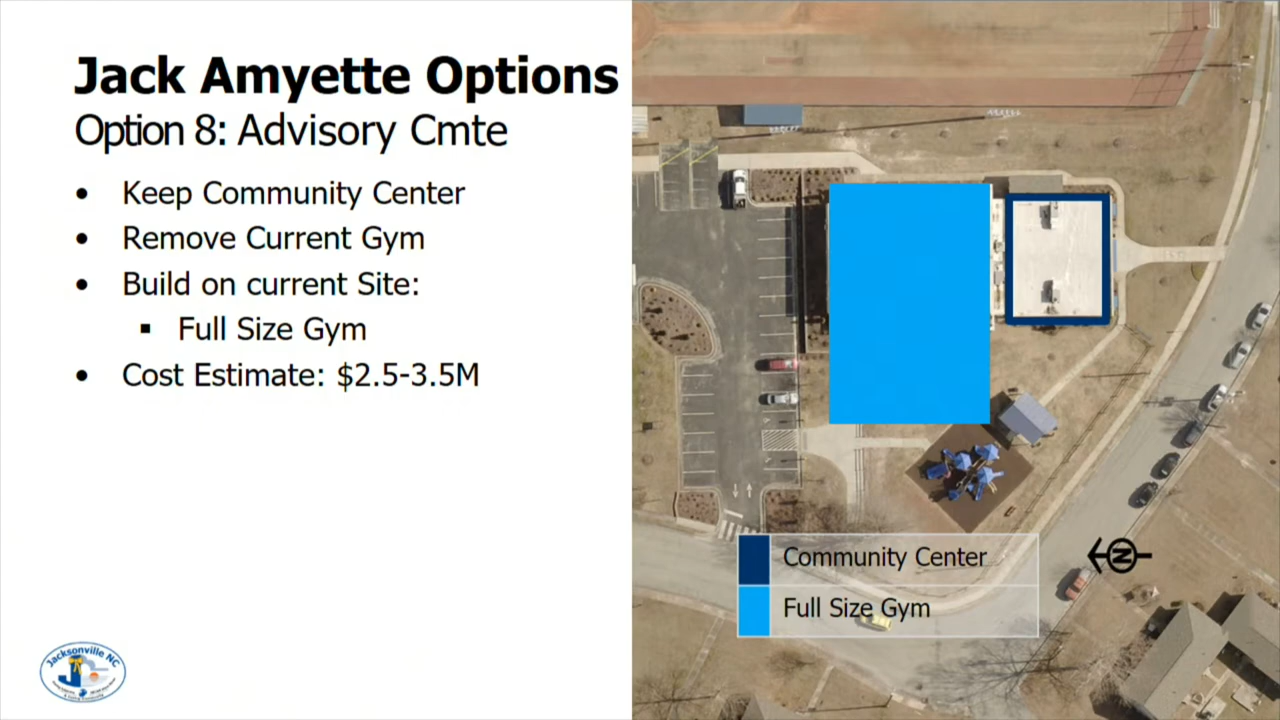 Jack Amyette Options
Option 8: Advisory Cmte
• Keep Community Center
• Remove Current Gym
• Build on current Site:
▪ Full Size Gym
• Cost Estimate: $2.5-3.5M
Community Center
Full Size Gym
N
Jacksonville NC